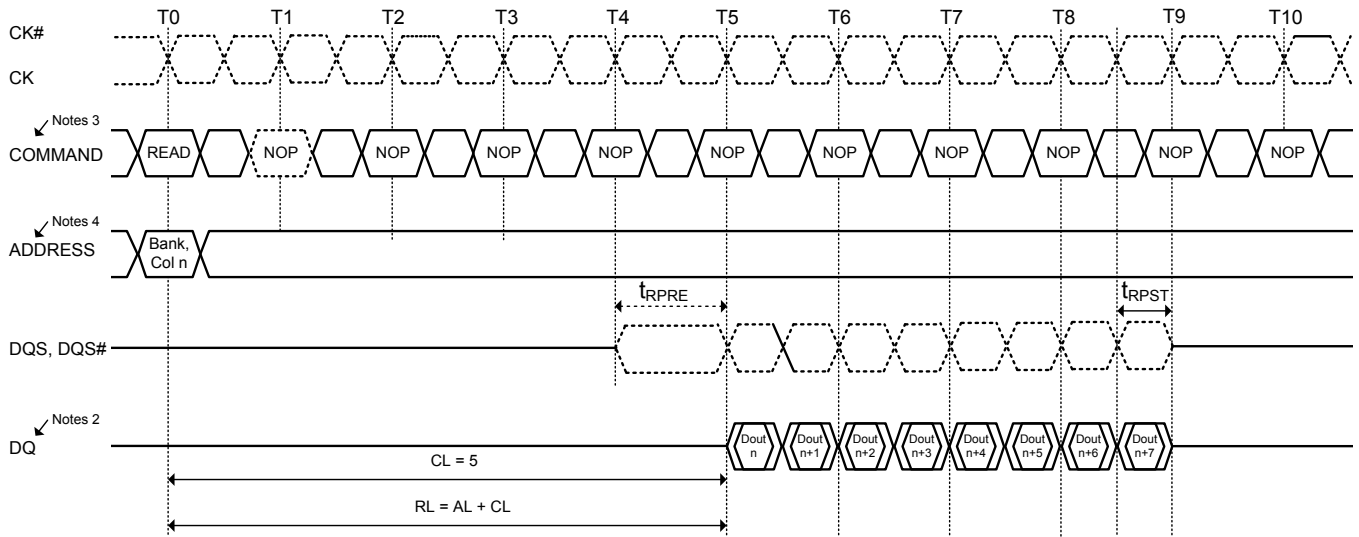 T0 T1 T2 T3 T4 T5 T6 T7 T8 T9 T10
CK#
CK
Notes 3
COMMAND READ NOP NOP NOP NOP NOP NOP NOP NOP NOP NOP
Notes 4
ADDRESS
Bank,
Col n
tRPRE tRPST
DQS, DQS#
Notes 2
DQ
Dout Dout Dout Dout Dout Dout Dout Dout
n n+1 n+2 n+3 n+4 n+5 n+6 n+7
CL = 5
RL = AL + CL